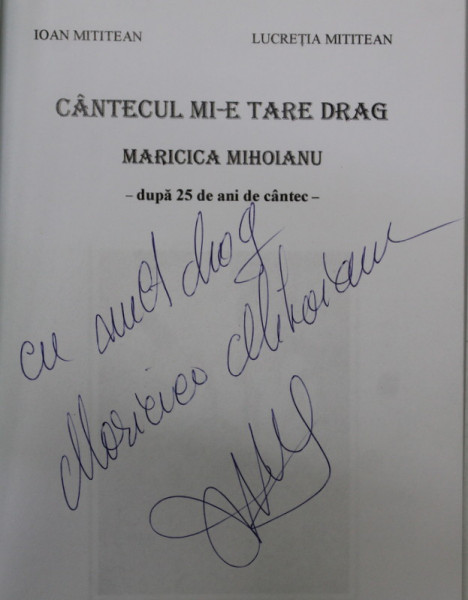 IOAN MITITEAN LUCREȚIA MITITEAN
CÂNTECUL MI-E TARE DRAG
MARICICA MIHOIANU
– după 25 de ani de cântec –
cu mult drag
Maricica Mihoianu